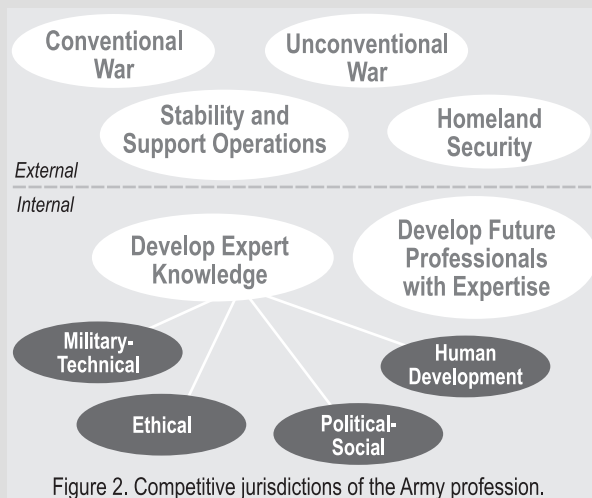 Conventional
War
Unconventional
War
Stability and
Support Operations
Homeland
Security
External
Internal
Develop Expert
Knowledge
Develop Future
Professionals
with Expertise
Military-
Technical
Human
Development
Ethical
Political-
Social
Figure 2. Competitive jurisdictions of the Army profession.